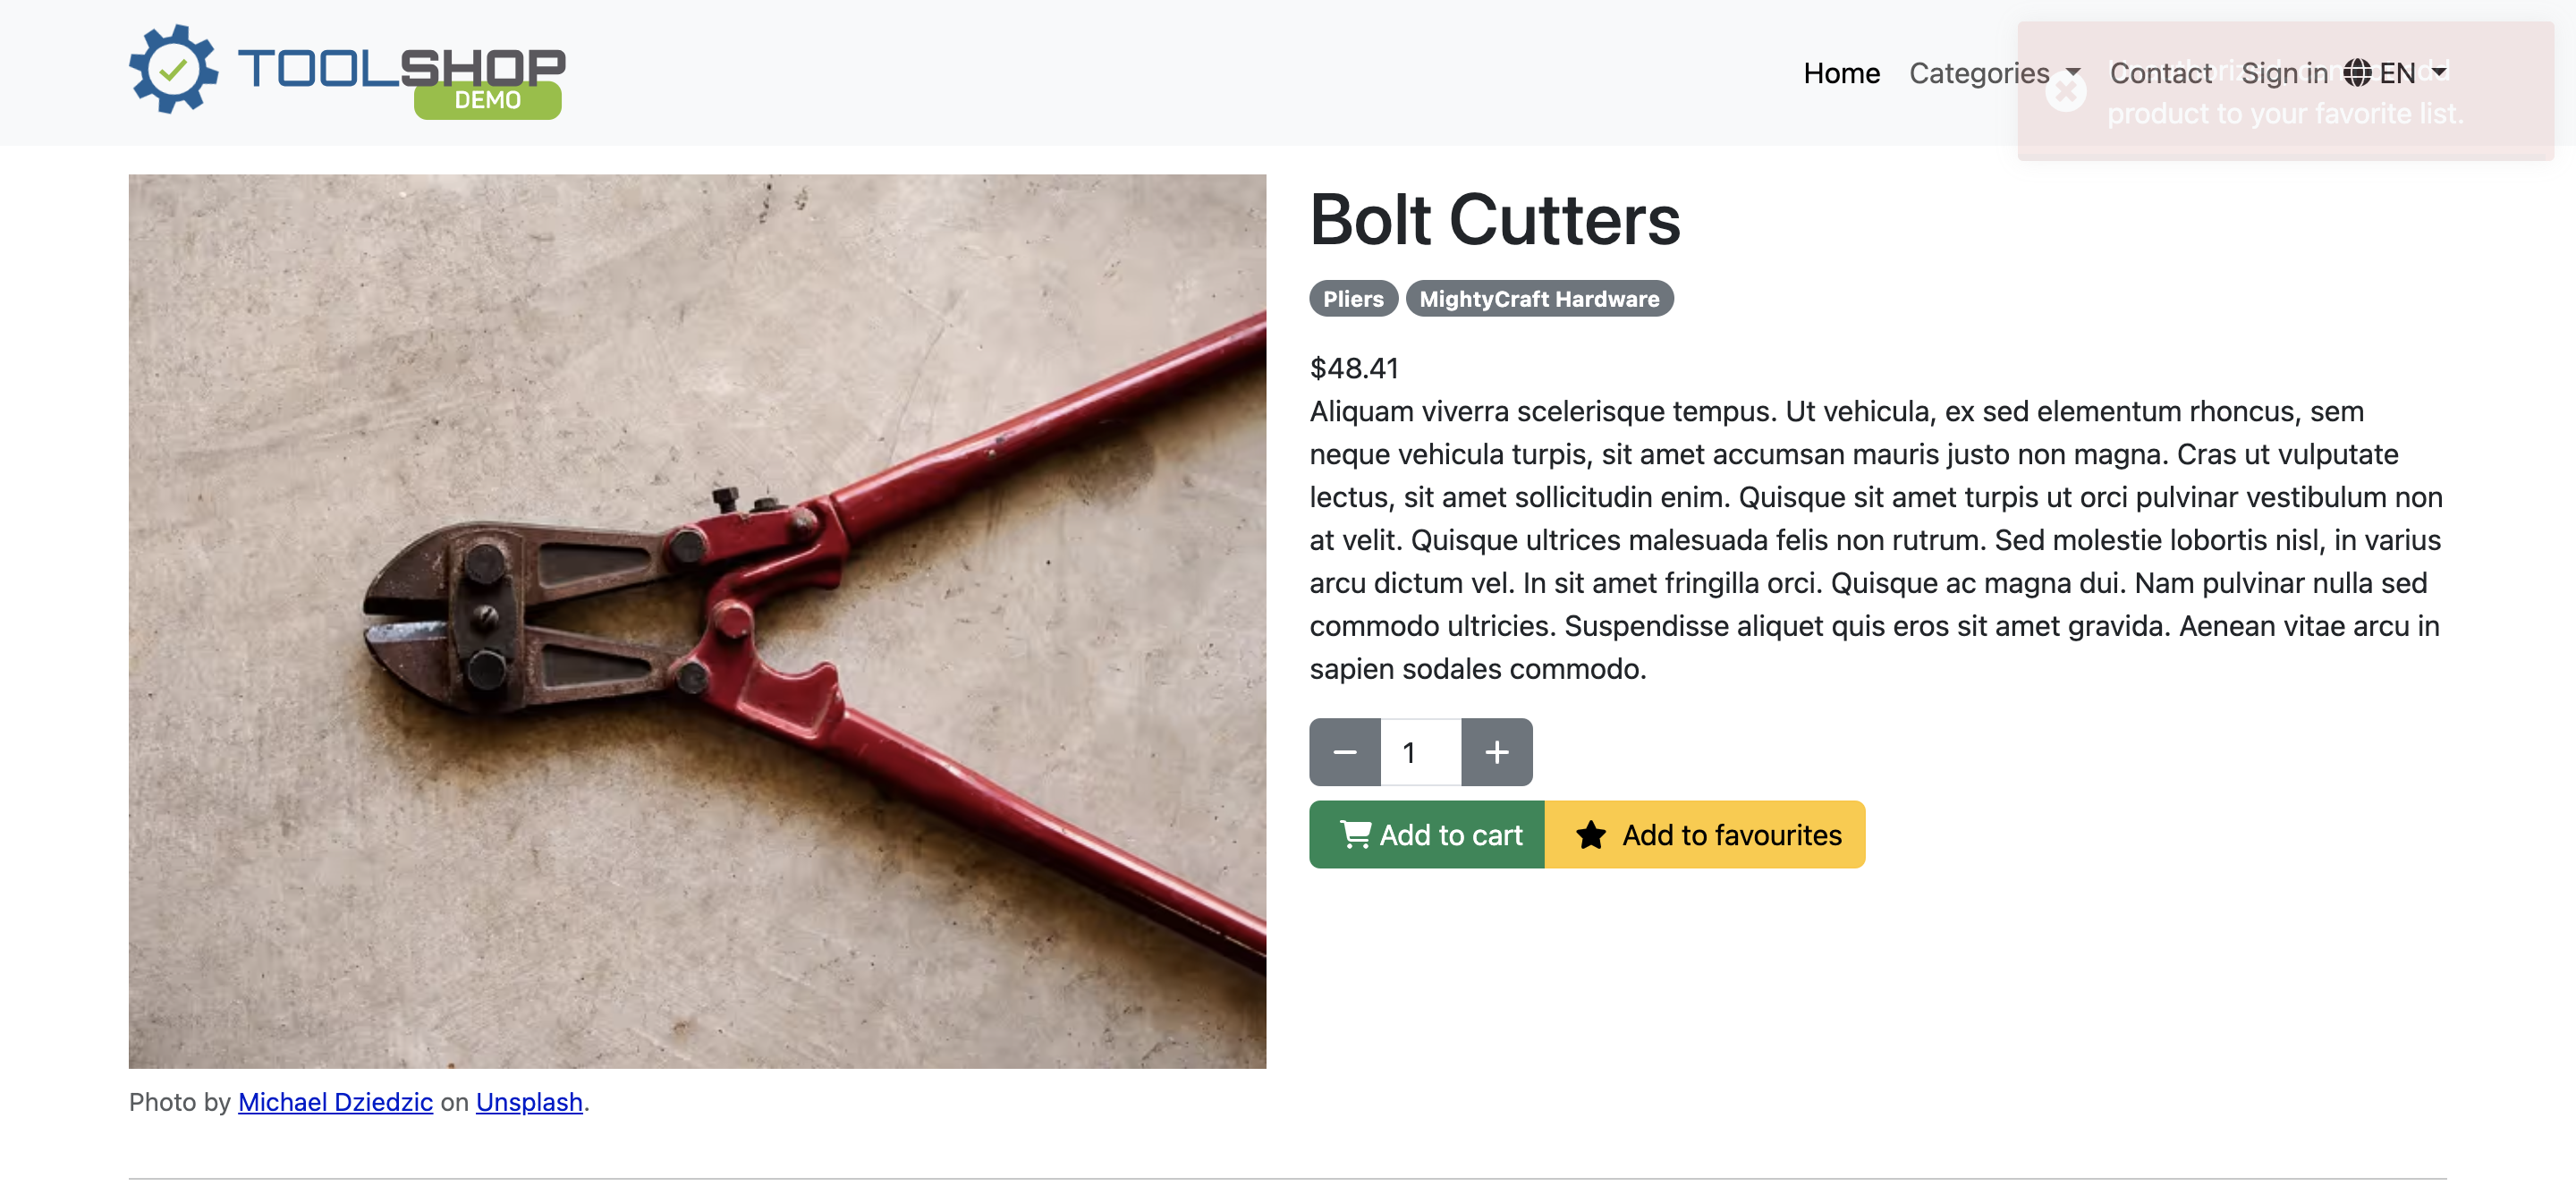 TOOLSHOP
DEMO
Home Categories Contact Sign in EN
product to your favorite list.
Bolt Cutters
Pliers MightyCraft Hardware
$48.41
Aliquam viverra scelerisque tempus. Ut vehicula, ex sed elementum rhoncus, sem
neque vehicula turpis, sit amet accumsan mauris justo non magna. Cras ut vulputate
lectus, sit amet sollicitudin enim. Quisque sit amet turpis ut orci pulvinar vestibulum non
at velit. Quisque ultrices malesuada felis non rutrum. Sed molestie lobortis nisl, in varius
arcu dictum vel. In sit amet fringilla orci. Quisque ac magna dui. Nam pulvinar nulla sed
commodo ultricies. Suspendisse aliquet quis eros sit amet gravida. Aenean vitae arcu in
sapien sodales commodo.
1
Add to cart Add to favourites
Photo by Michael Dziedzic on Unsplash.